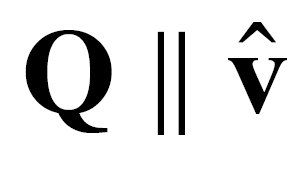 𝐐 ∥ 𝐯̂